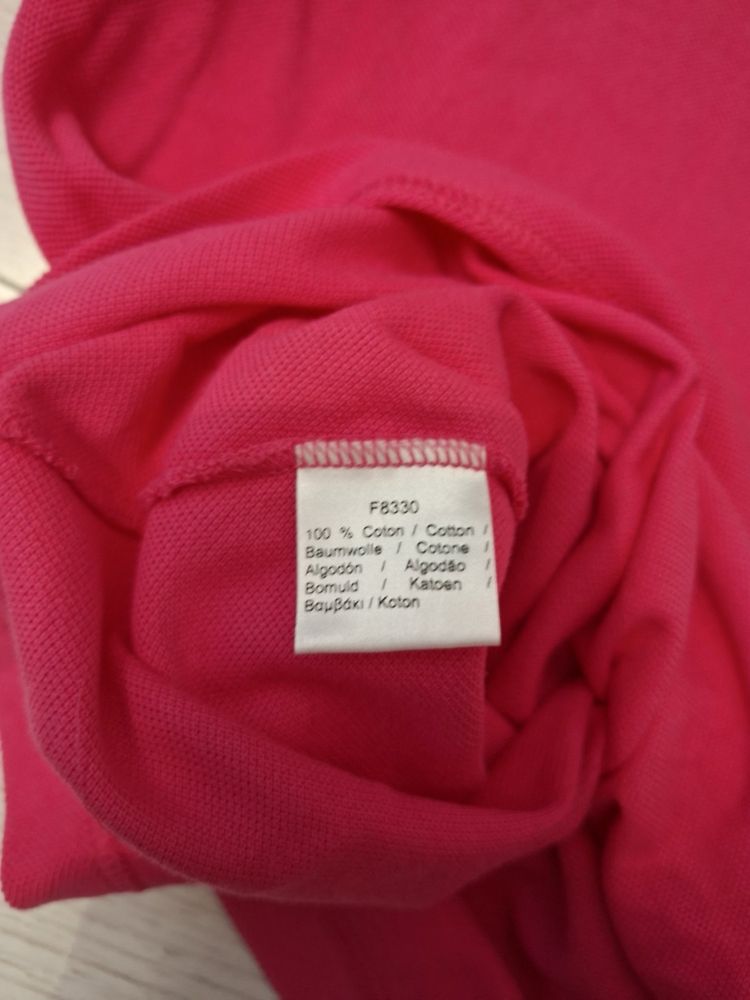 F8330
100 % Coton / Cotton /
Baumwolle / Cotone /
Algodón / Algodão /
Bomuld / Katoen /
Βαμβάκι / Koton